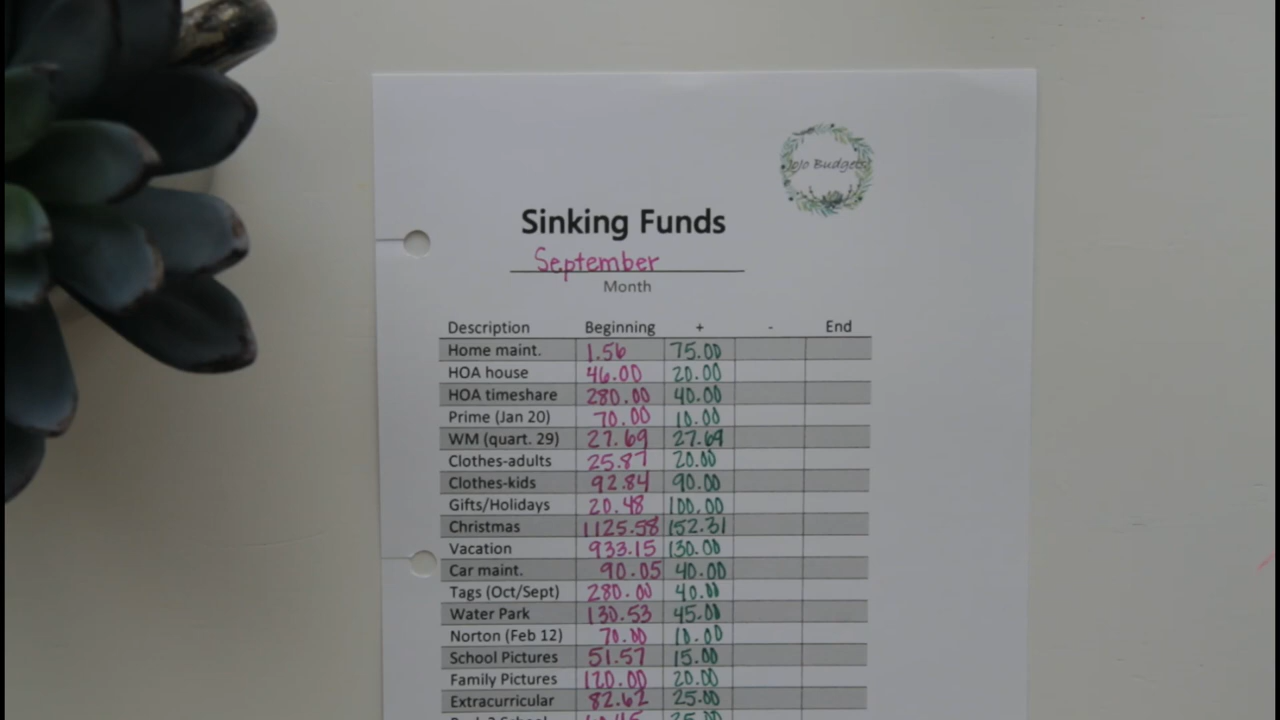 JoJo Budgets
Sinking Funds
September
Month
Description Beginning + - End
Home maint. 1.56 75.00
HOA house 46.00 20.00
HOA timeshare 280.00 40.00
Prime (Jan 20) 70.00 10.00
WM (quart. 29) 27.69 27.69
Clothes-adults 25.87 20.00
Clothes-kids 92.84 90.00
Gifts/Holidays 20.48 100.00
Christmas 1125.58 152.31
Vacation 933.15 130.00
Car maint. 90.05 40.00
Tags (Oct/Sept) 280.00 40.00
Water Park 130.53 45.00
Norton (Feb 12) 70.00 10.00
School Pictures 51.57 15.00
Family Pictures 120.00 20.00
Extracurricular 82.62 25.00
School